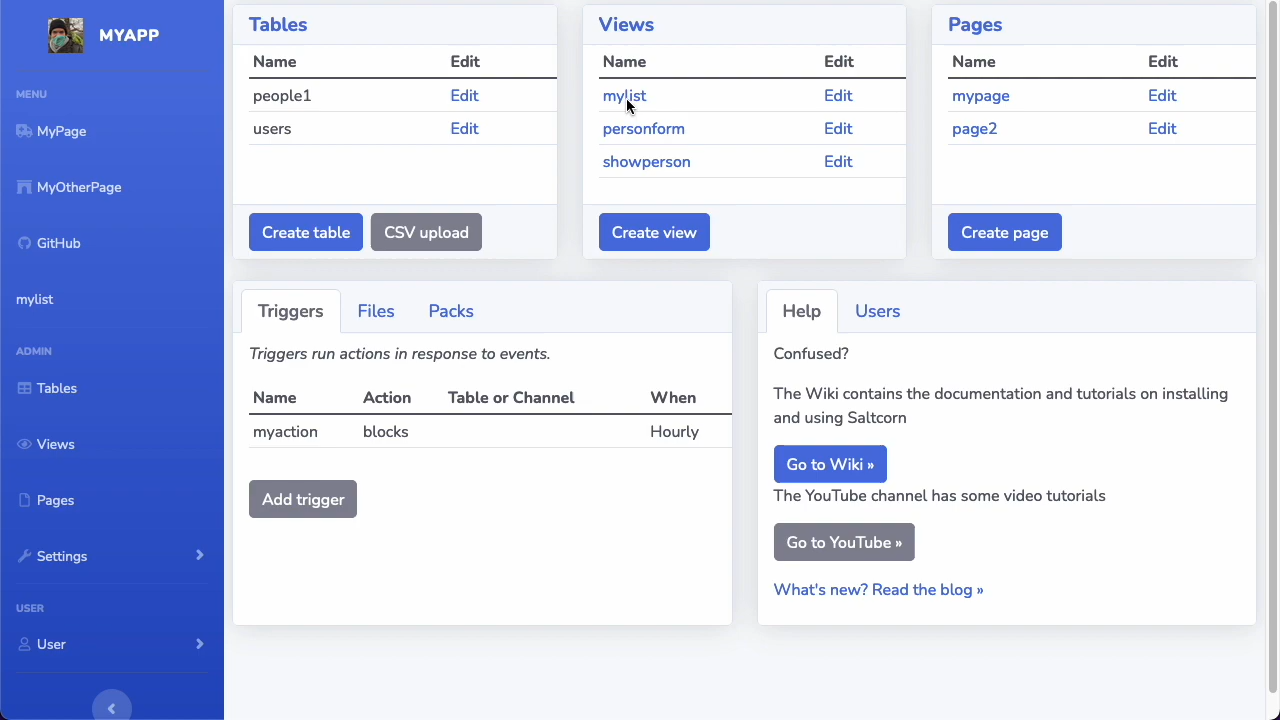 MYAPP
MENU
MyPage
MyOtherPage
GitHub
mylist
ADMIN
Tables
Views
Pages
Settings
USER
User
Tables
Name Edit
people1 Edit
users Edit
Create table CSV upload
Views
Name Edit
mylist Edit
personform Edit
showperson Edit
Create view
Pages
Name Edit
mypage Edit
page2 Edit
Create page
Triggers Files Packs
Triggers run actions in response to events.
Name Action Table or Channel When
myaction blocks Hourly
Add trigger
Help Users
Confused?
The Wiki contains the documentation and tutorials on installing
and using Saltcorn
Go to Wiki »
The YouTube channel has some video tutorials
Go to YouTube »
What's new? Read the blog »